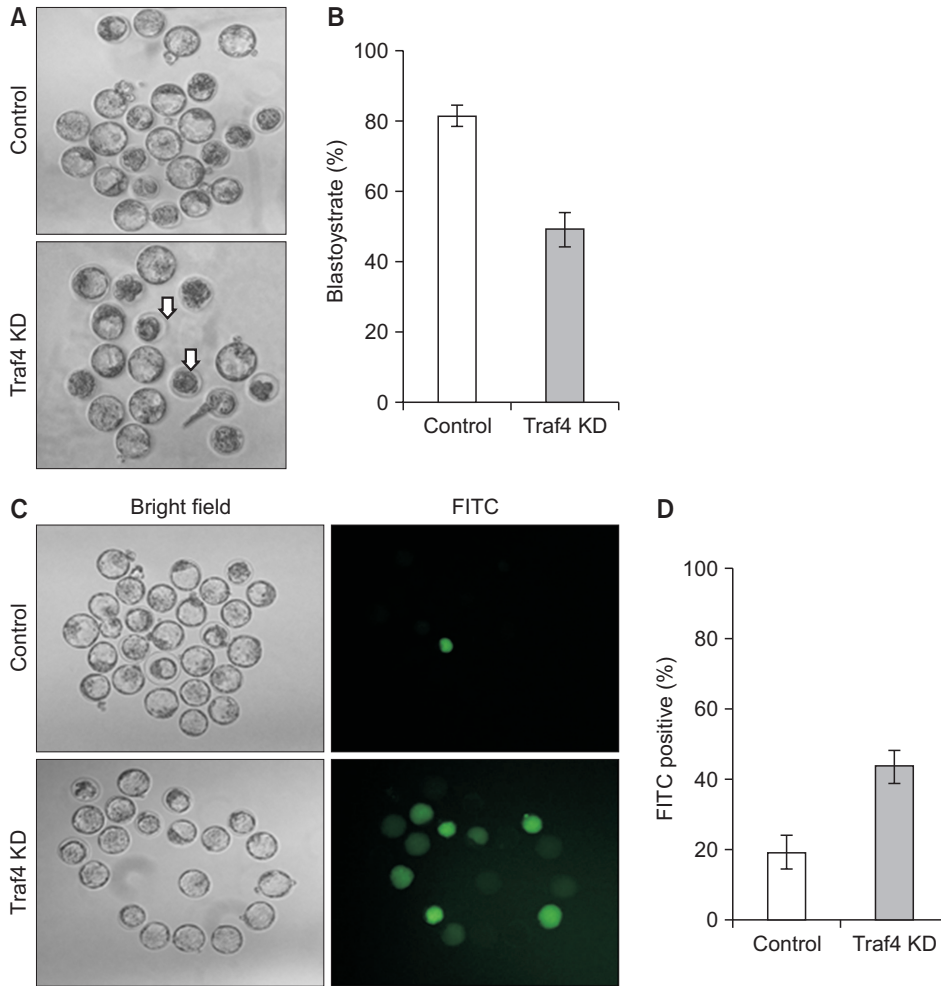 A
Control
Traf4 KD
B
Blastoystrate (%)
100
80
60
40
20
0
Control
Traf4 KD
C
Bright field
FITC
Control
Traf4 KD
D
FITC positive (%)
100
80
60
40
20
0
Control
Traf4 KD